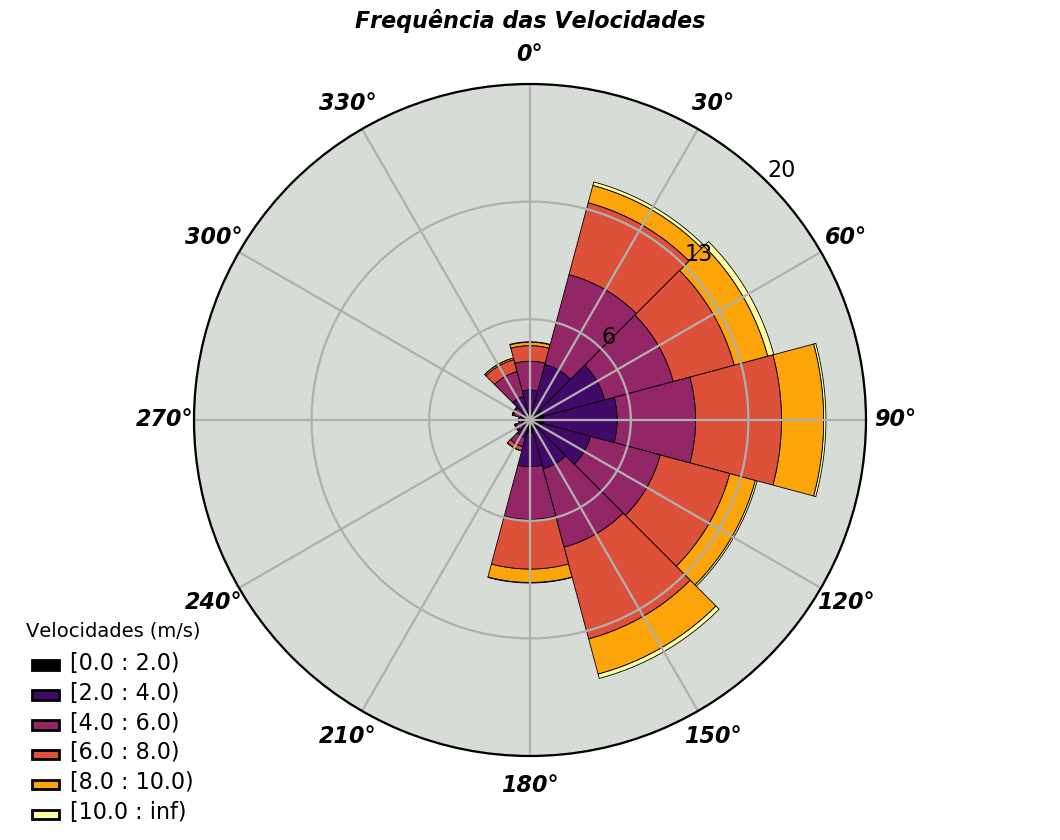 Frequência das Velocidades
0°
330°
30°
20
300°
60°
13
6
270°
90°
240°
120°
210°
150°
180°
Velocidades (m/s)
[0.0 : 2.0)
[2.0 : 4.0)
[4.0 : 6.0)
[6.0 : 8.0)
[8.0 : 10.0)
[10.0 : inf)